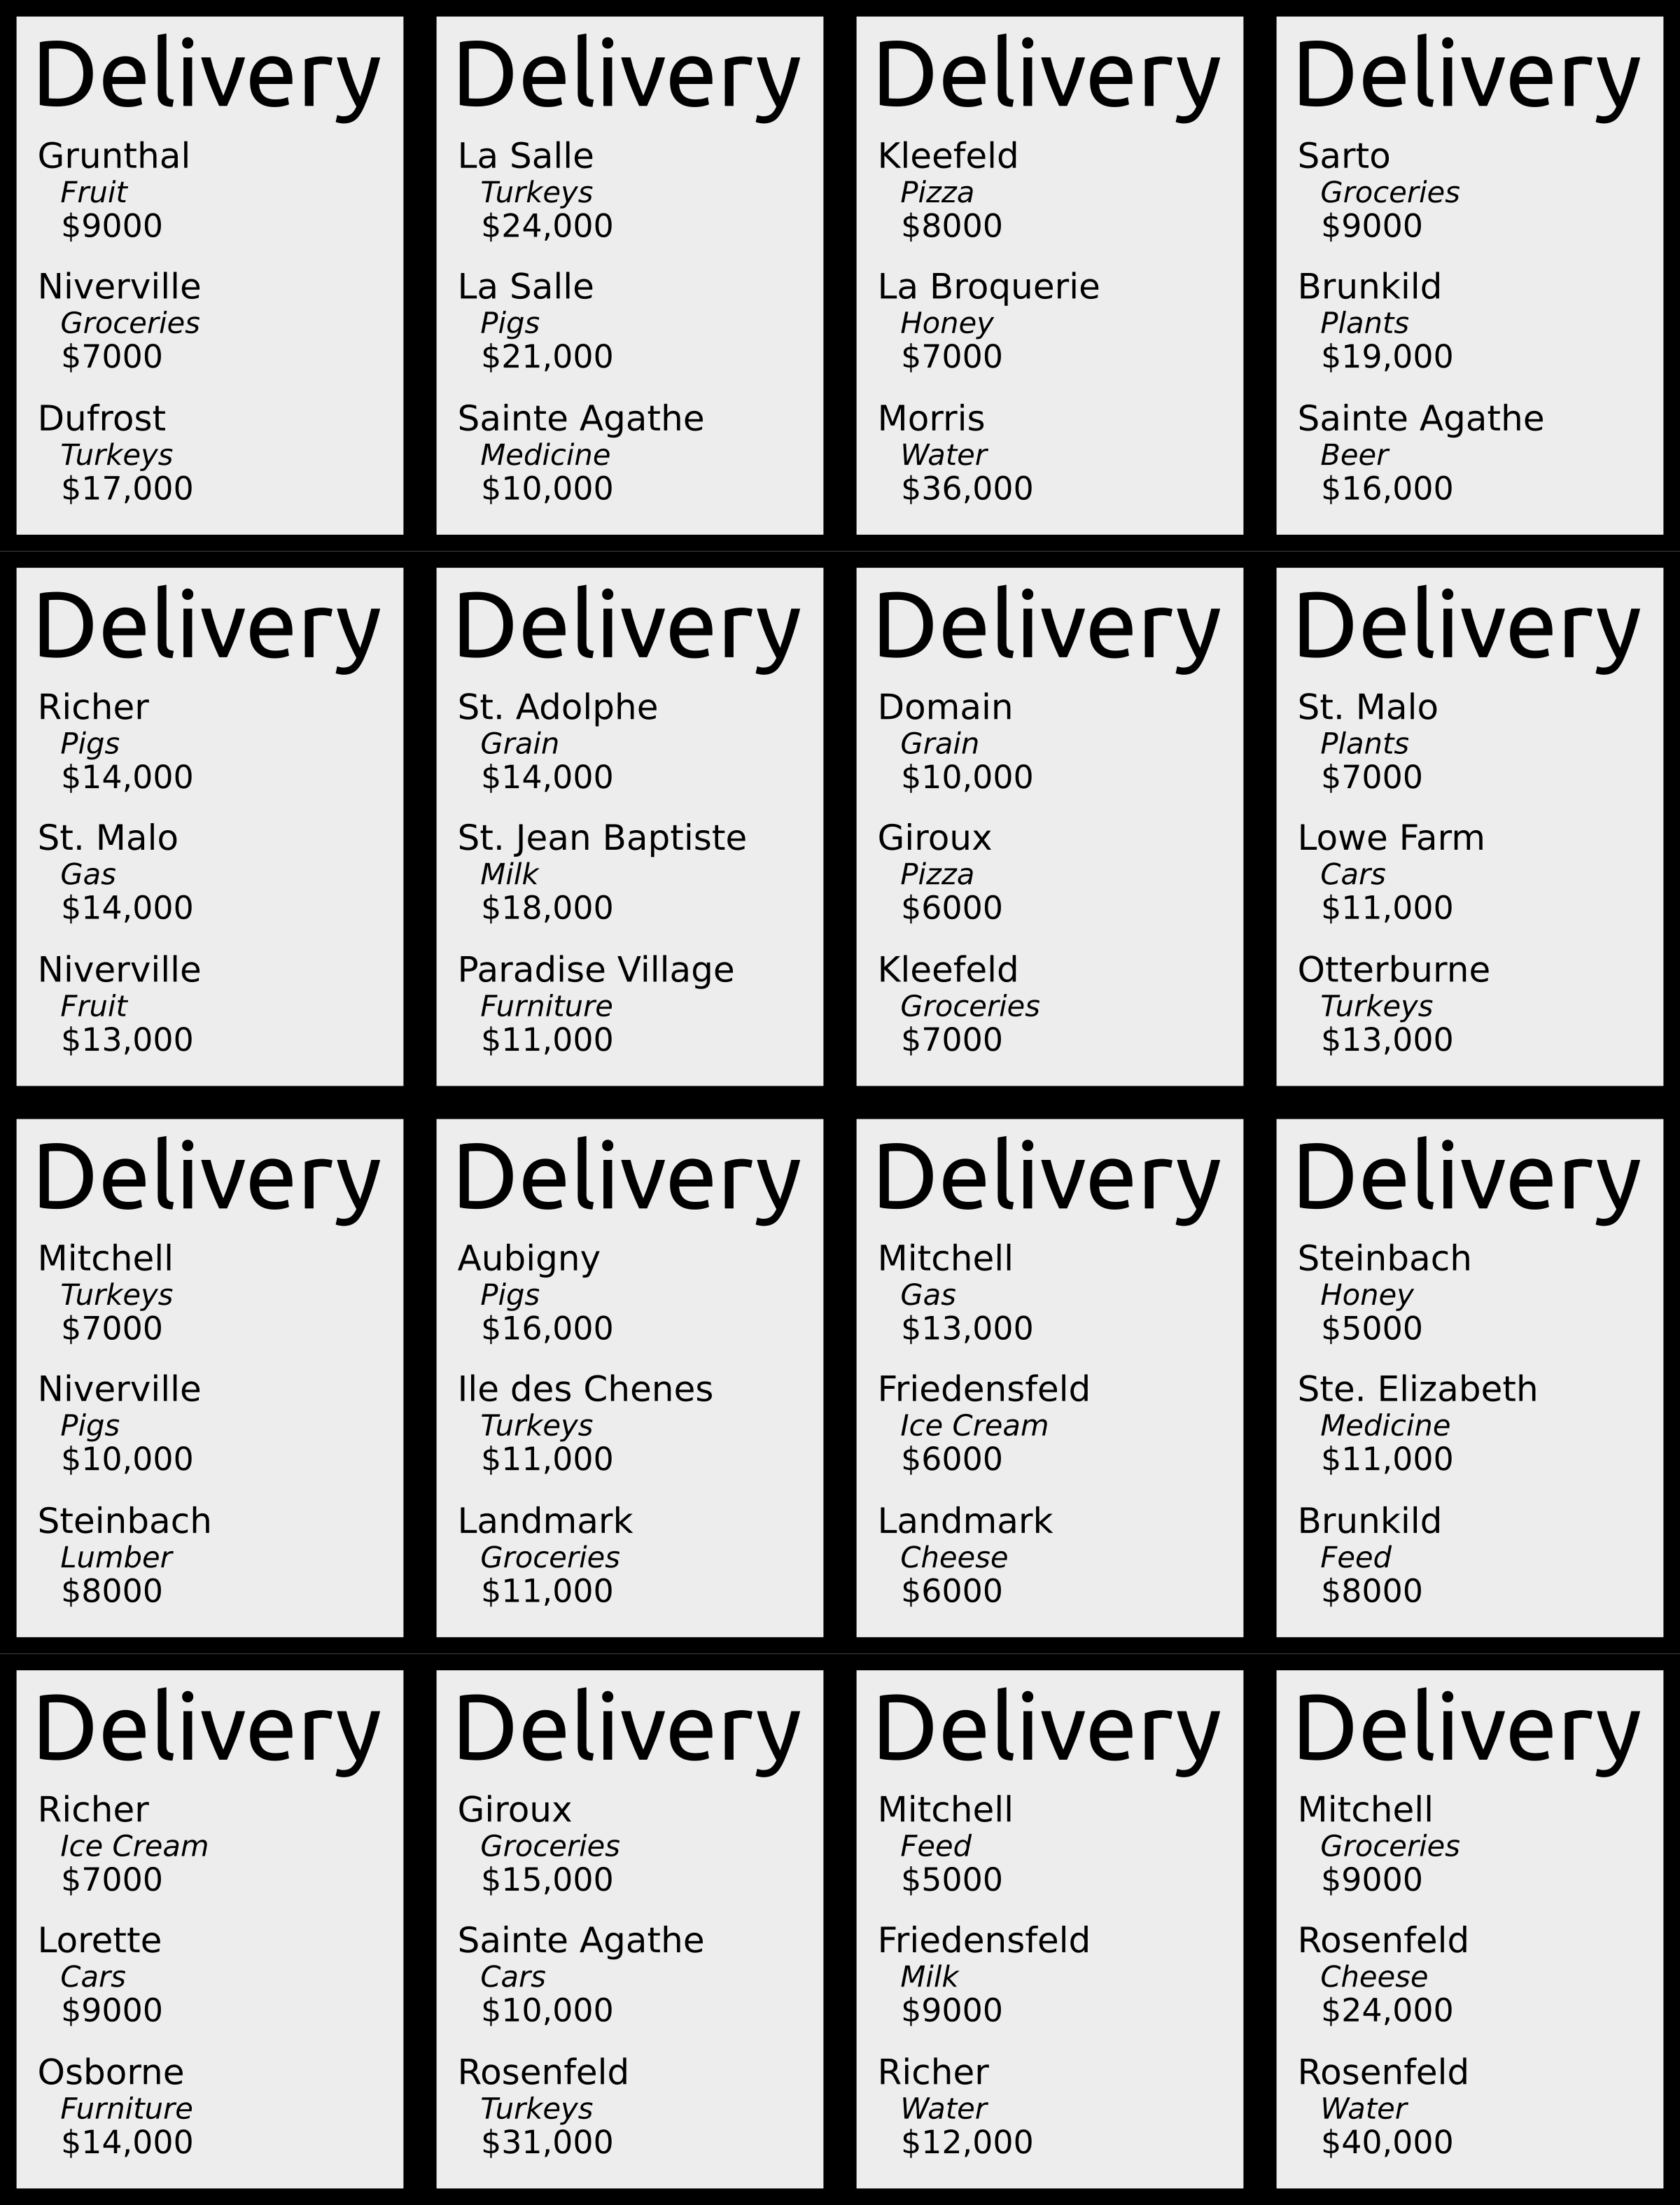 Delivery
Grunthal
Fruit
$9000
Niverville
Groceries
$7000
Dufrost
Turkeys
$17,000
Delivery
La Salle
Turkeys
$24,000
La Salle
Pigs
$21,000
Sainte Agathe
Medicine
$10,000
Delivery
Kleefeld
Pizza
$8000
La Broquerie
Honey
$7000
Morris
Water
$36,000
Delivery
Sarto
Groceries
$9000
Brunkild
Plants
$19,000
Sainte Agathe
Beer
$16,000
Delivery
Richer
Pigs
$14,000
St. Malo
Gas
$14,000
Niverville
Fruit
$13,000
Delivery
St. Adolphe
Grain
$14,000
St. Jean Baptiste
Milk
$18,000
Paradise Village
Furniture
$11,000
Delivery
Domain
Grain
$10,000
Giroux
Pizza
$6000
Kleefeld
Groceries
$7000
Delivery
St. Malo
Plants
$7000
Lowe Farm
Cars
$11,000
Otterburne
Turkeys
$13,000
Delivery
Mitchell
Turkeys
$7000
Niverville
Pigs
$10,000
Steinbach
Lumber
$8000
Delivery
Aubigny
Pigs
$16,000
Ile des Chenes
Turkeys
$11,000
Landmark
Groceries
$11,000
Delivery
Mitchell
Gas
$13,000
Friedensfeld
Ice Cream
$6000
Landmark
Cheese
$6000
Delivery
Steinbach
Honey
$5000
Ste. Elizabeth
Medicine
$11,000
Brunkild
Feed
$8000
Delivery
Richer
Ice Cream
$7000
Lorette
Cars
$9000
Osborne
Furniture
$14,000
Delivery
Giroux
Groceries
$15,000
Sainte Agathe
Cars
$10,000
Rosenfeld
Turkeys
$31,000
Delivery
Mitchell
Feed
$5000
Friedensfeld
Milk
$9000
Richer
Water
$12,000
Delivery
Mitchell
Groceries
$9000
Rosenfeld
Cheese
$24,000
Rosenfeld
Water
$40,000